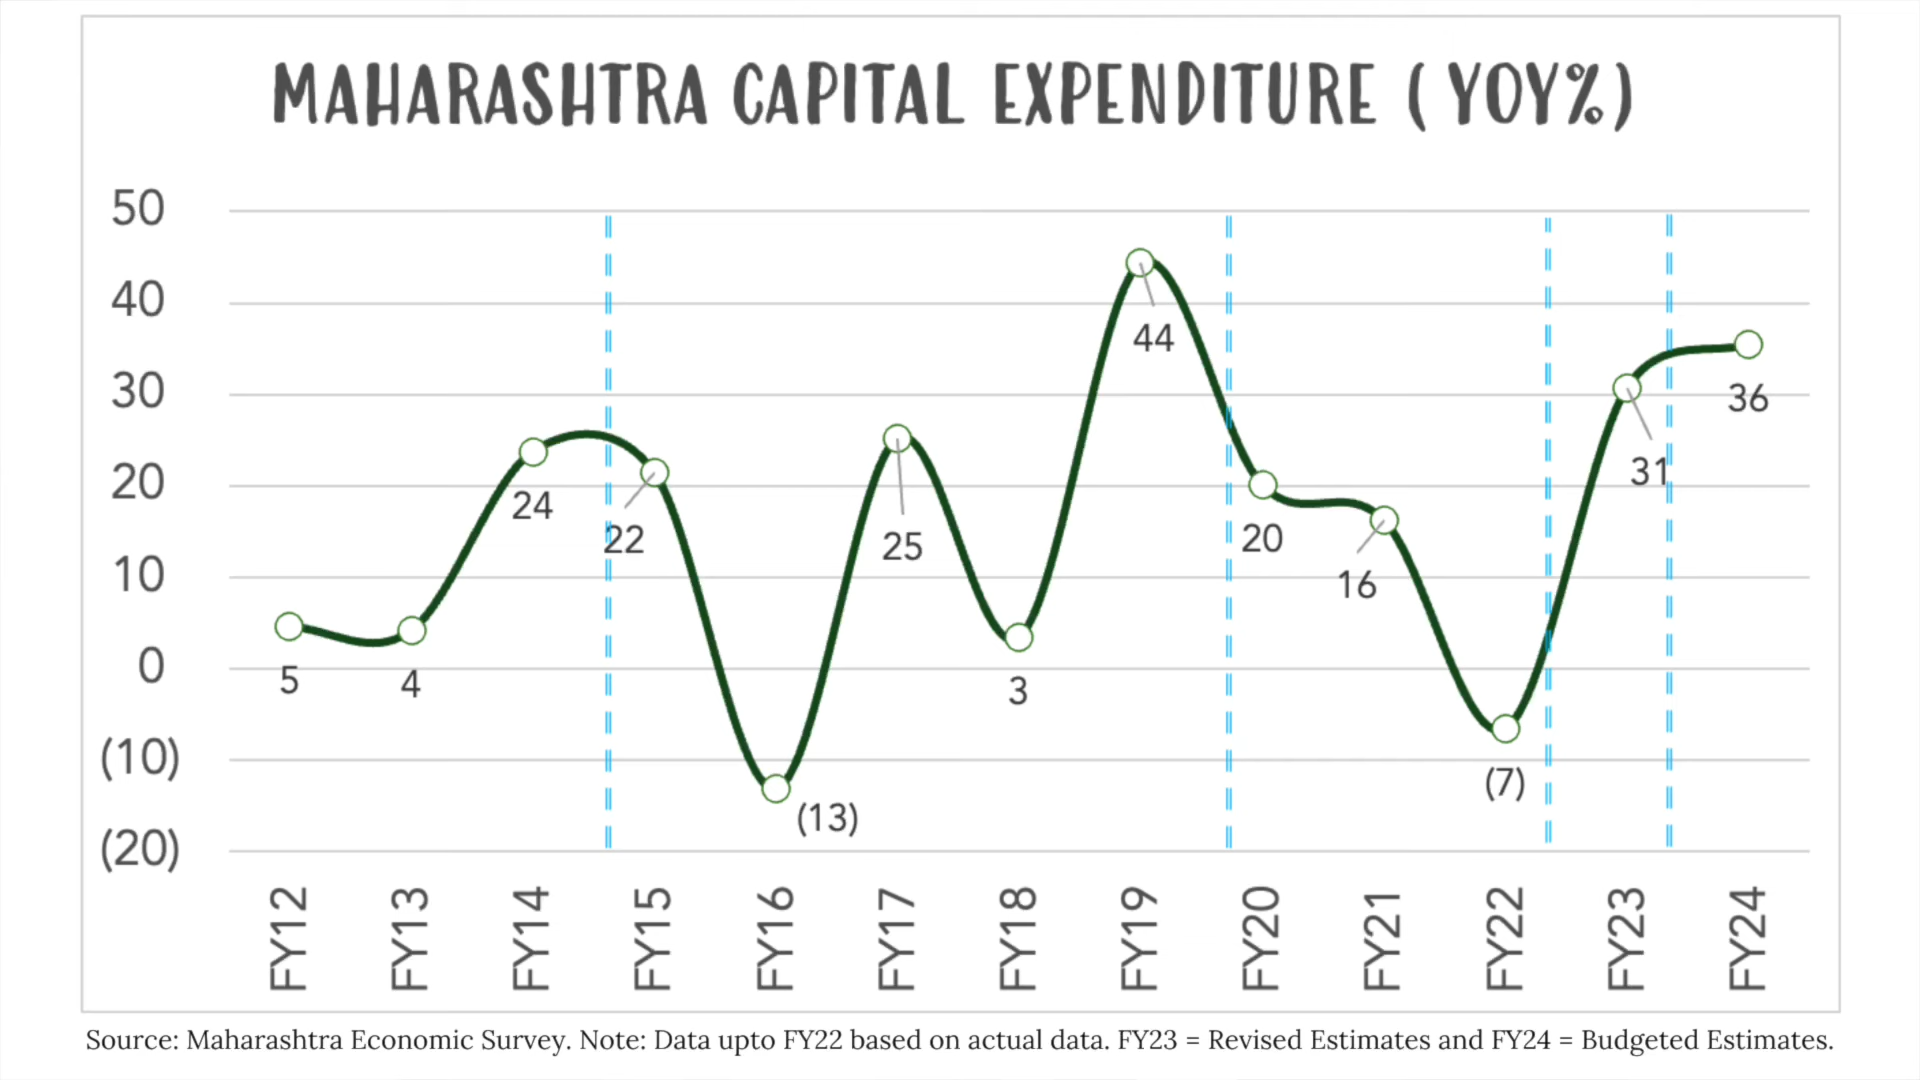 MAHARASHTRA CAPITAL EXPENDITURE ( YOY%)
50
40
30
20
10
0
(10)
(20)
5
4
24
22
(13)
25
3
44
20
16
(7)
31
36
FY12
FY13
FY14
FY15
FY16
FY17
FY18
FY19
FY20
FY21
FY22
FY23
FY24
Source: Maharashtra Economic Survey. Note: Data upto FY22 based on actual data. FY23 = Revised Estimates and FY24 = Budgeted Estimates.